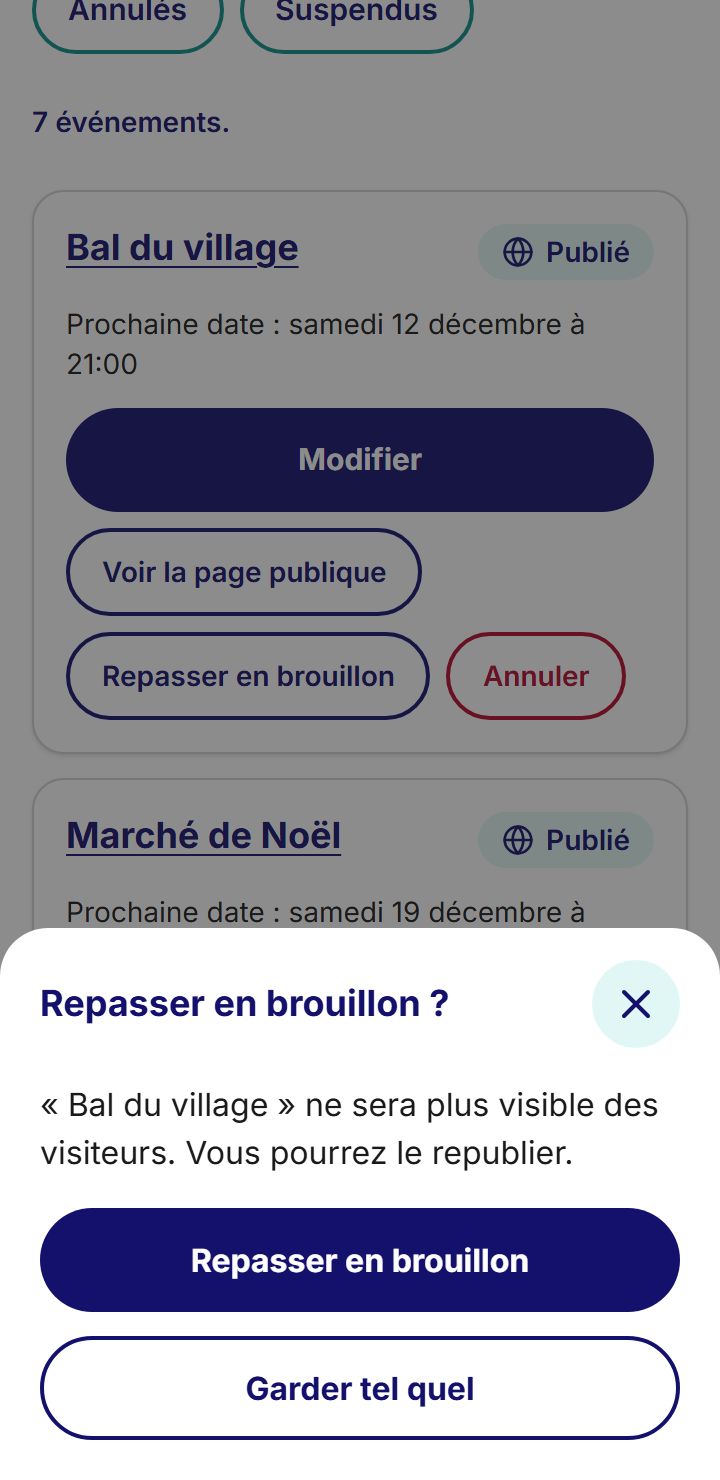 Annulés Suspendus
7 événements.
Bal du village Publié
Prochaine date : samedi 12 décembre à
21:00
Modifier
Voir la page publique
Repasser en brouillon Annuler
Marché de Noël Publié
Prochaine date : samedi 19 décembre à
Repasser en brouillon ?
« Bal du village » ne sera plus visible des
visiteurs. Vous pourrez le republier.
Repasser en brouillon
Garder tel quel